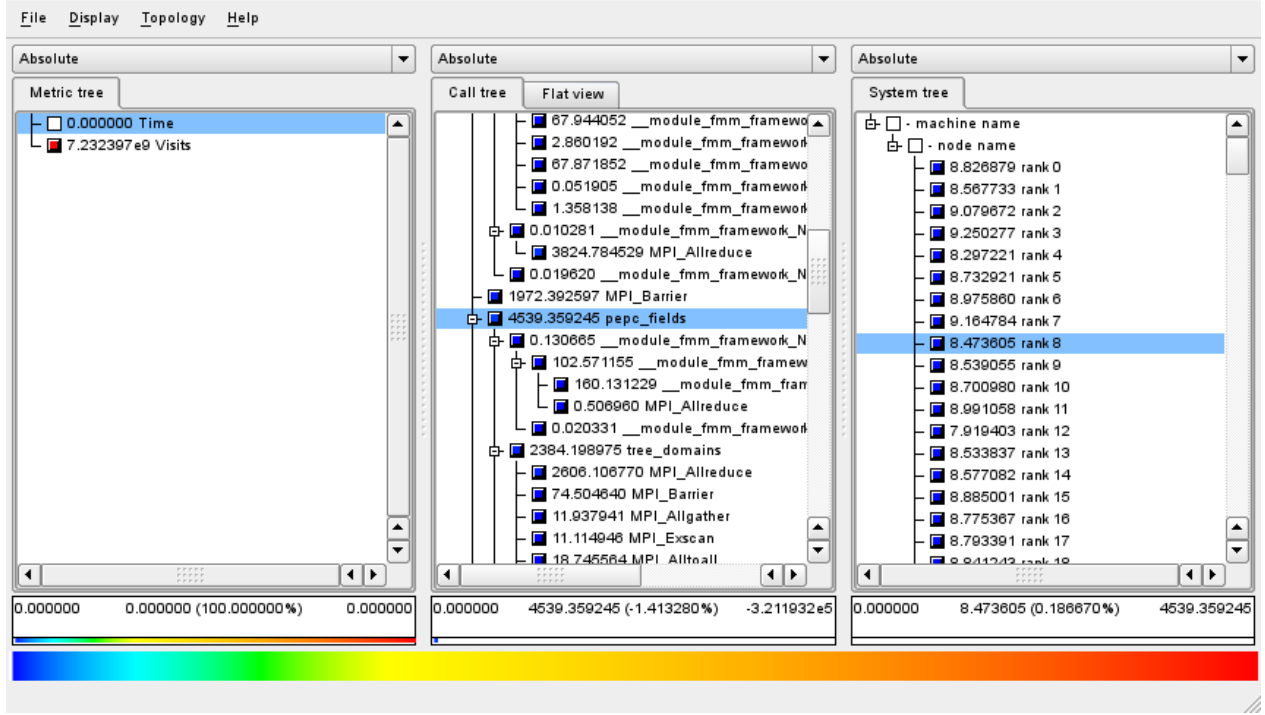 File Display Topology Help
Absolute
Metric tree
0.000000 Time
7.232397e9 Visits
0.000000 0.000000 (100.000000%) 0.000000
Absolute
Call tree Flat view
67.944052 __module_fmm_framewo
2.860192 __module_fmm_framewor
67.871852 __module_fmm_framewo
0.051905 __module_fmm_framewor
1.358138 __module_fmm_framewor
0.010281 __module_fmm_framework_N
3824.784529 MPI_Allreduce
0.019620 __module_fmm_framework_N
1972.392597 MPI_Barrier
4539.359245 pepc_fields
0.130665 __module_fmm_framework_N
102.571155 __module_fmm_framew
160.131229 __module_fmm_fram
0.506960 MPI_Allreduce
0.020331 __module_fmm_framework
2384.198975 tree_domains
2606.106770 MPI_Allreduce
74.504640 MPI_Barrier
11.937941 MPI_Allgather
11.114946 MPI_Exscan
18.745564 MPI_Alltoall
0.000000 4539.359245 (-1.413280%) -3.211932e5
Absolute
System tree
- machine name
- node name
8.826879 rank 0
8.567733 rank 1
9.079672 rank 2
9.250277 rank 3
8.297221 rank 4
8.732921 rank 5
8.975860 rank 6
9.164784 rank 7
8.473605 rank 8
8.539055 rank 9
8.700980 rank 10
8.991058 rank 11
7.919403 rank 12
8.533837 rank 13
8.577082 rank 14
8.885001 rank 15
8.775367 rank 16
8.793391 rank 17
8.841243 rank 18
0.000000 8.473605 (0.186670%) 4539.359245